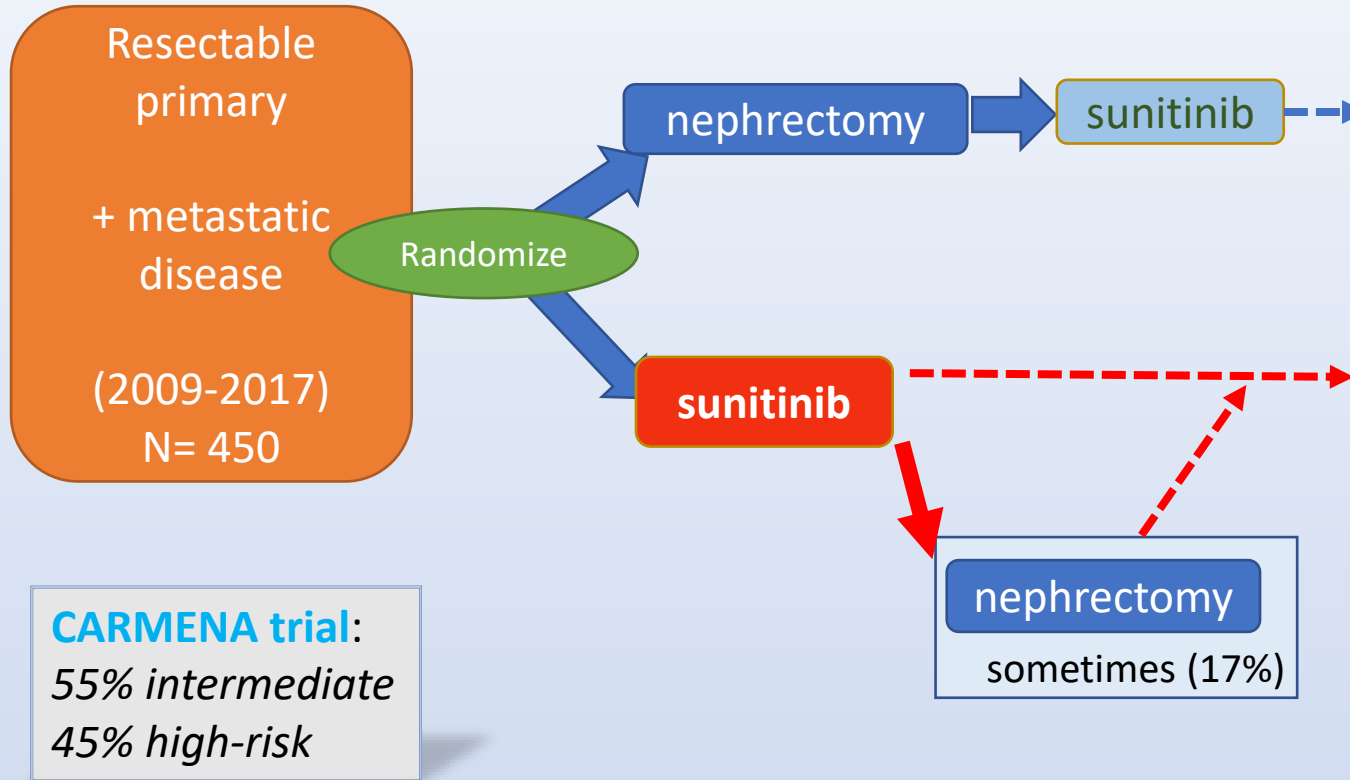 Resectable
primary
+ metastatic
disease
(2009-2017)
N= 450
Randomize
nephrectomy
sunitinib
sunitinib
nephrectomy
sometimes (17%)
CARMENA trial:
55% intermediate
45% high-risk